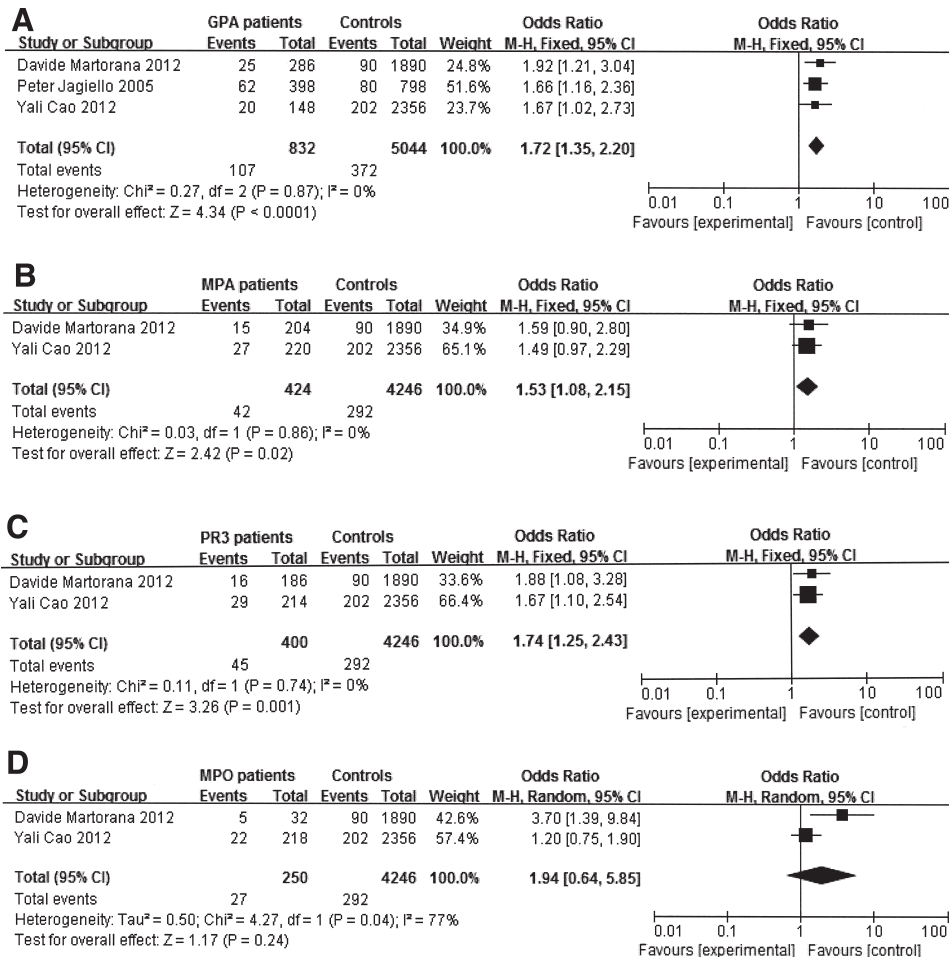 A
GPA patients Controls Odds Ratio Odds Ratio
Study or Subgroup Events Total Events Total Weight M-H, Fixed, 95% CI M-H, Fixed, 95% CI
Davide Martorana 2012 25 286 90 1890 24.8% 1.92 [1.21, 3.04]
Peter Jagiello 2005 62 398 80 798 51.6% 1.66 [1.16, 2.36]
Yali Cao 2012 20 148 202 2356 23.7% 1.67 [1.02, 2.73]
Total (95% CI) 832 5044 100.0% 1.72 [1.35, 2.20]
Total events 107 372
Heterogeneity: Chi² = 0.27, df = 2 (P = 0.87); I² = 0%
Test for overall effect: Z = 4.34 (P < 0.0001)
0.01 0.1 1 10 100
Favours [experimental] Favours [control]
B
MPA patients Controls Odds Ratio Odds Ratio
Study or Subgroup Events Total Events Total Weight M-H, Fixed, 95% CI M-H, Fixed, 95% CI
Davide Martorana 2012 15 204 90 1890 34.9% 1.59 [0.90, 2.80]
Yali Cao 2012 27 220 202 2356 65.1% 1.49 [0.97, 2.29]
Total (95% CI) 424 4246 100.0% 1.53 [1.08, 2.15]
Total events 42 292
Heterogeneity: Chi² = 0.03, df = 1 (P = 0.86); I² = 0%
Test for overall effect: Z = 2.42 (P = 0.02)
0.01 0.1 1 10 100
Favours [experimental] Favours [control]
C
PR3 patients Controls Odds Ratio Odds Ratio
Study or Subgroup Events Total Events Total Weight M-H, Fixed, 95% CI M-H, Fixed, 95% CI
Davide Martorana 2012 16 186 90 1890 33.6% 1.88 [1.08, 3.28]
Yali Cao 2012 29 214 202 2356 66.4% 1.67 [1.10, 2.54]
Total (95% CI) 400 4246 100.0% 1.74 [1.25, 2.43]
Total events 45 292
Heterogeneity: Chi² = 0.11, df = 1 (P = 0.74); I² = 0%
Test for overall effect: Z = 3.26 (P = 0.001)
0.01 0.1 1 10 100
Favours [experimental] Favours [control]
D
MPO patients Controls Odds Ratio Odds Ratio
Study or Subgroup Events Total Events Total Weight M-H, Random, 95% CI M-H, Random, 95% CI
Davide Martorana 2012 5 32 90 1890 42.6% 3.70 [1.39, 9.84]
Yali Cao 2012 22 218 202 2356 57.4% 1.20 [0.75, 1.90]
Total (95% CI) 250 4246 100.0% 1.94 [0.64, 5.85]
Total events 27 292
Heterogeneity: Tau² = 0.50; Chi² = 4.27, df = 1 (P = 0.04); I² = 77%
Test for overall effect: Z = 1.17 (P = 0.24)
0.01 0.1 1 10 100
Favours [experimental] Favours [control]